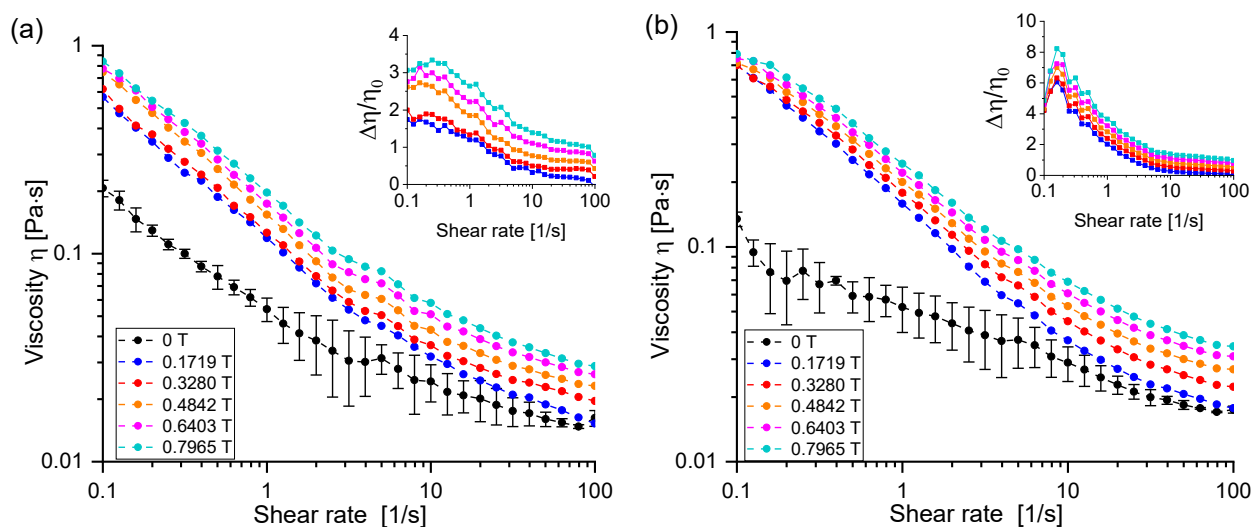 (a)
Viscosity η [Pa·s]
1
0.1
0.01
0.1
1
10
100
Shear rate [1/s]
0 T
0.1719 T
0.3280 T
0.4842 T
0.6403 T
0.7965 T
Δη/η0
4
3
2
1
0
0.1
1
10
100
Shear rate [1/s]
(b)
Viscosity η [Pa·s]
1
0.1
0.01
0.1
1
10
100
Shear rate [1/s]
0 T
0.1719 T
0.3280 T
0.4842 T
0.6403 T
0.7965 T
Δη/η0
10
8
6
4
2
0
0.1
1
10
100
Shear rate [1/s]